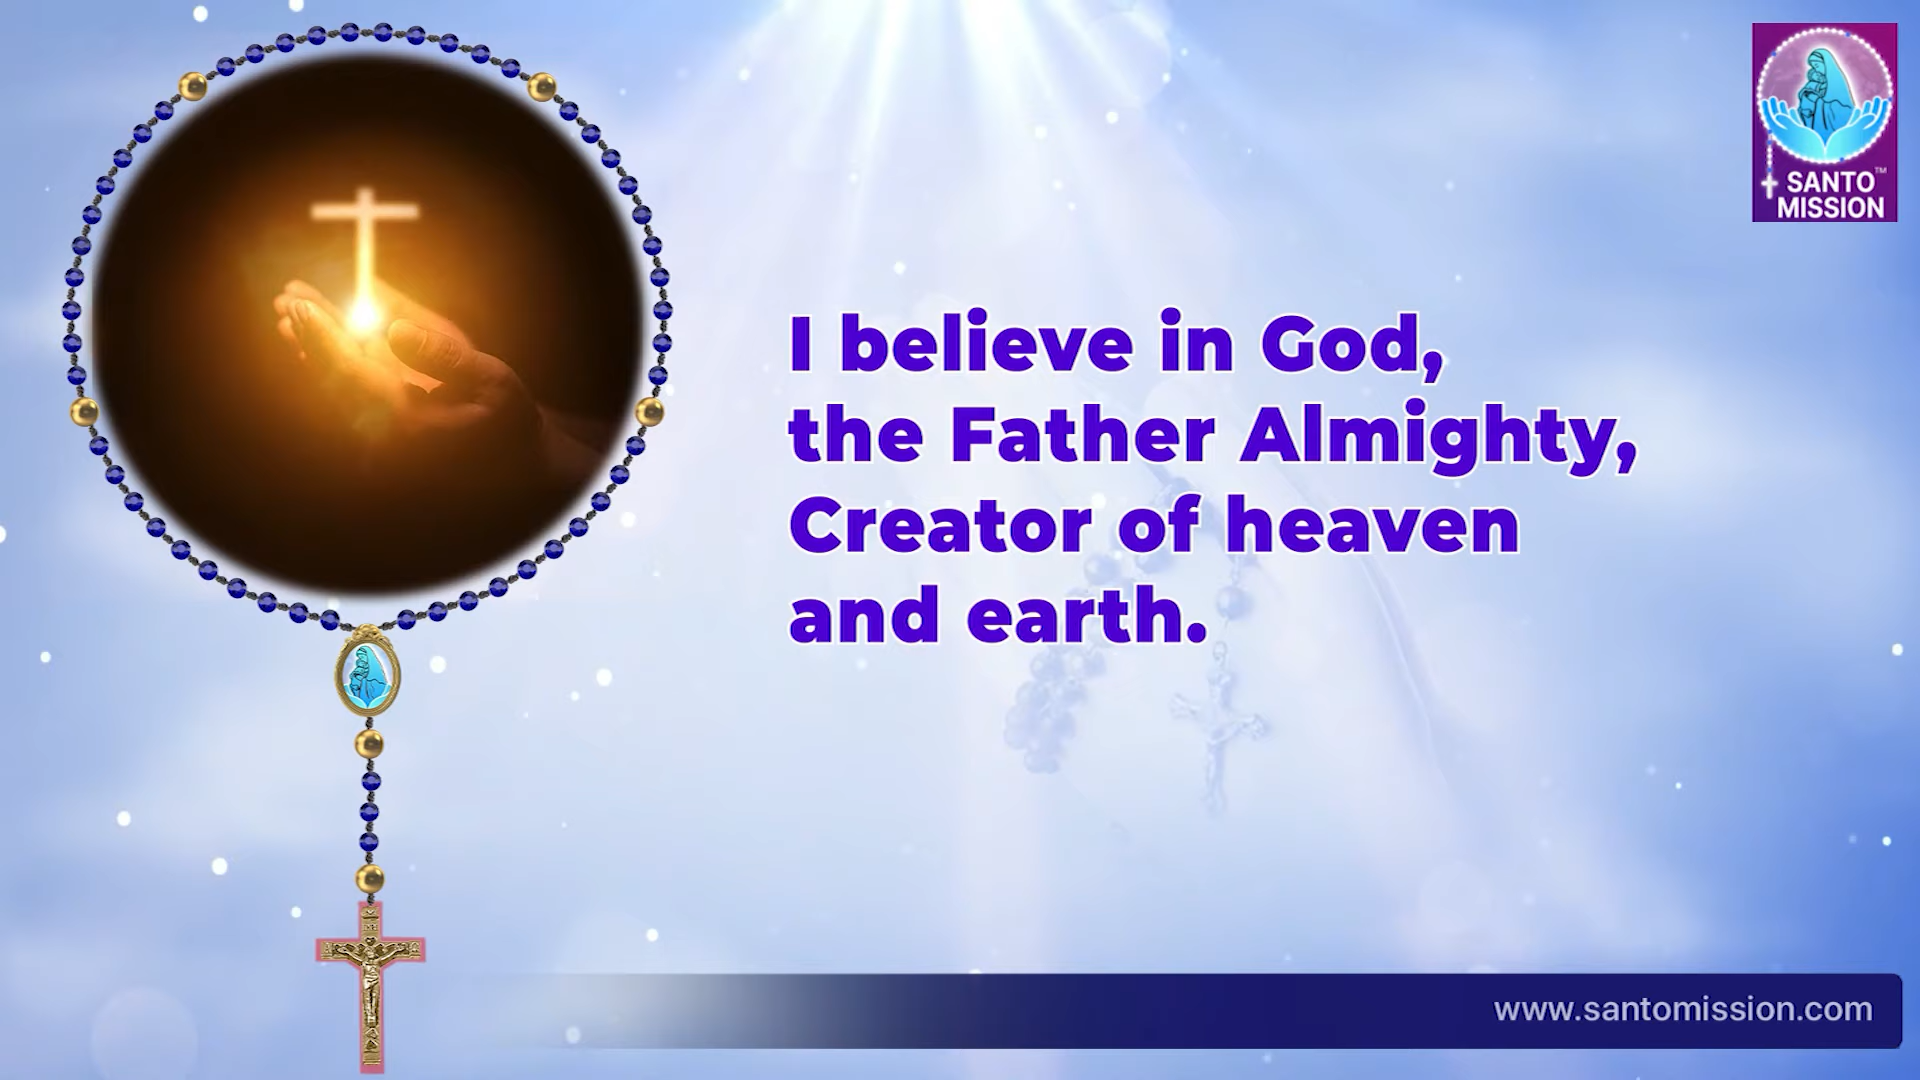 SANTO™
MISSION
I believe in God,
the Father Almighty,
Creator of heaven
and earth.
www.santomission.com